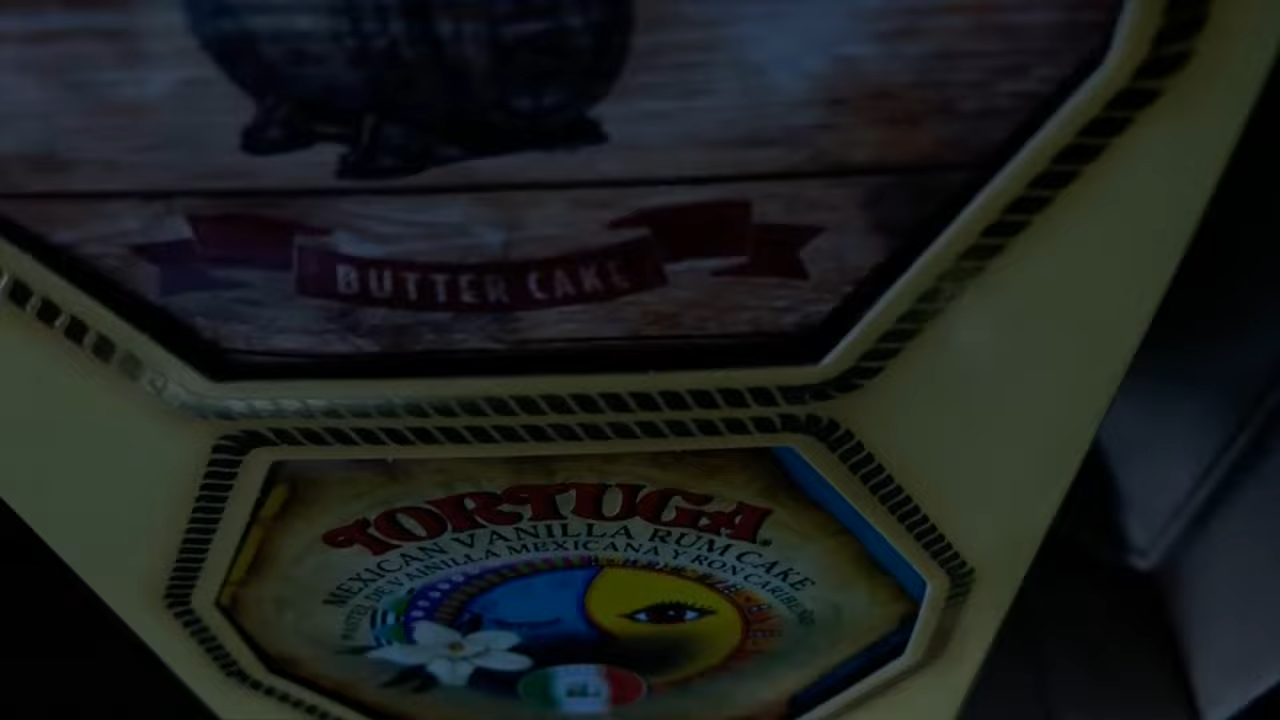 BUTTER CAKE
TORTUGA
MEXICAN VANILLA RUM CAKE
PASTEL DE VAINILLA MEXICANA Y RON CARIBEÑO